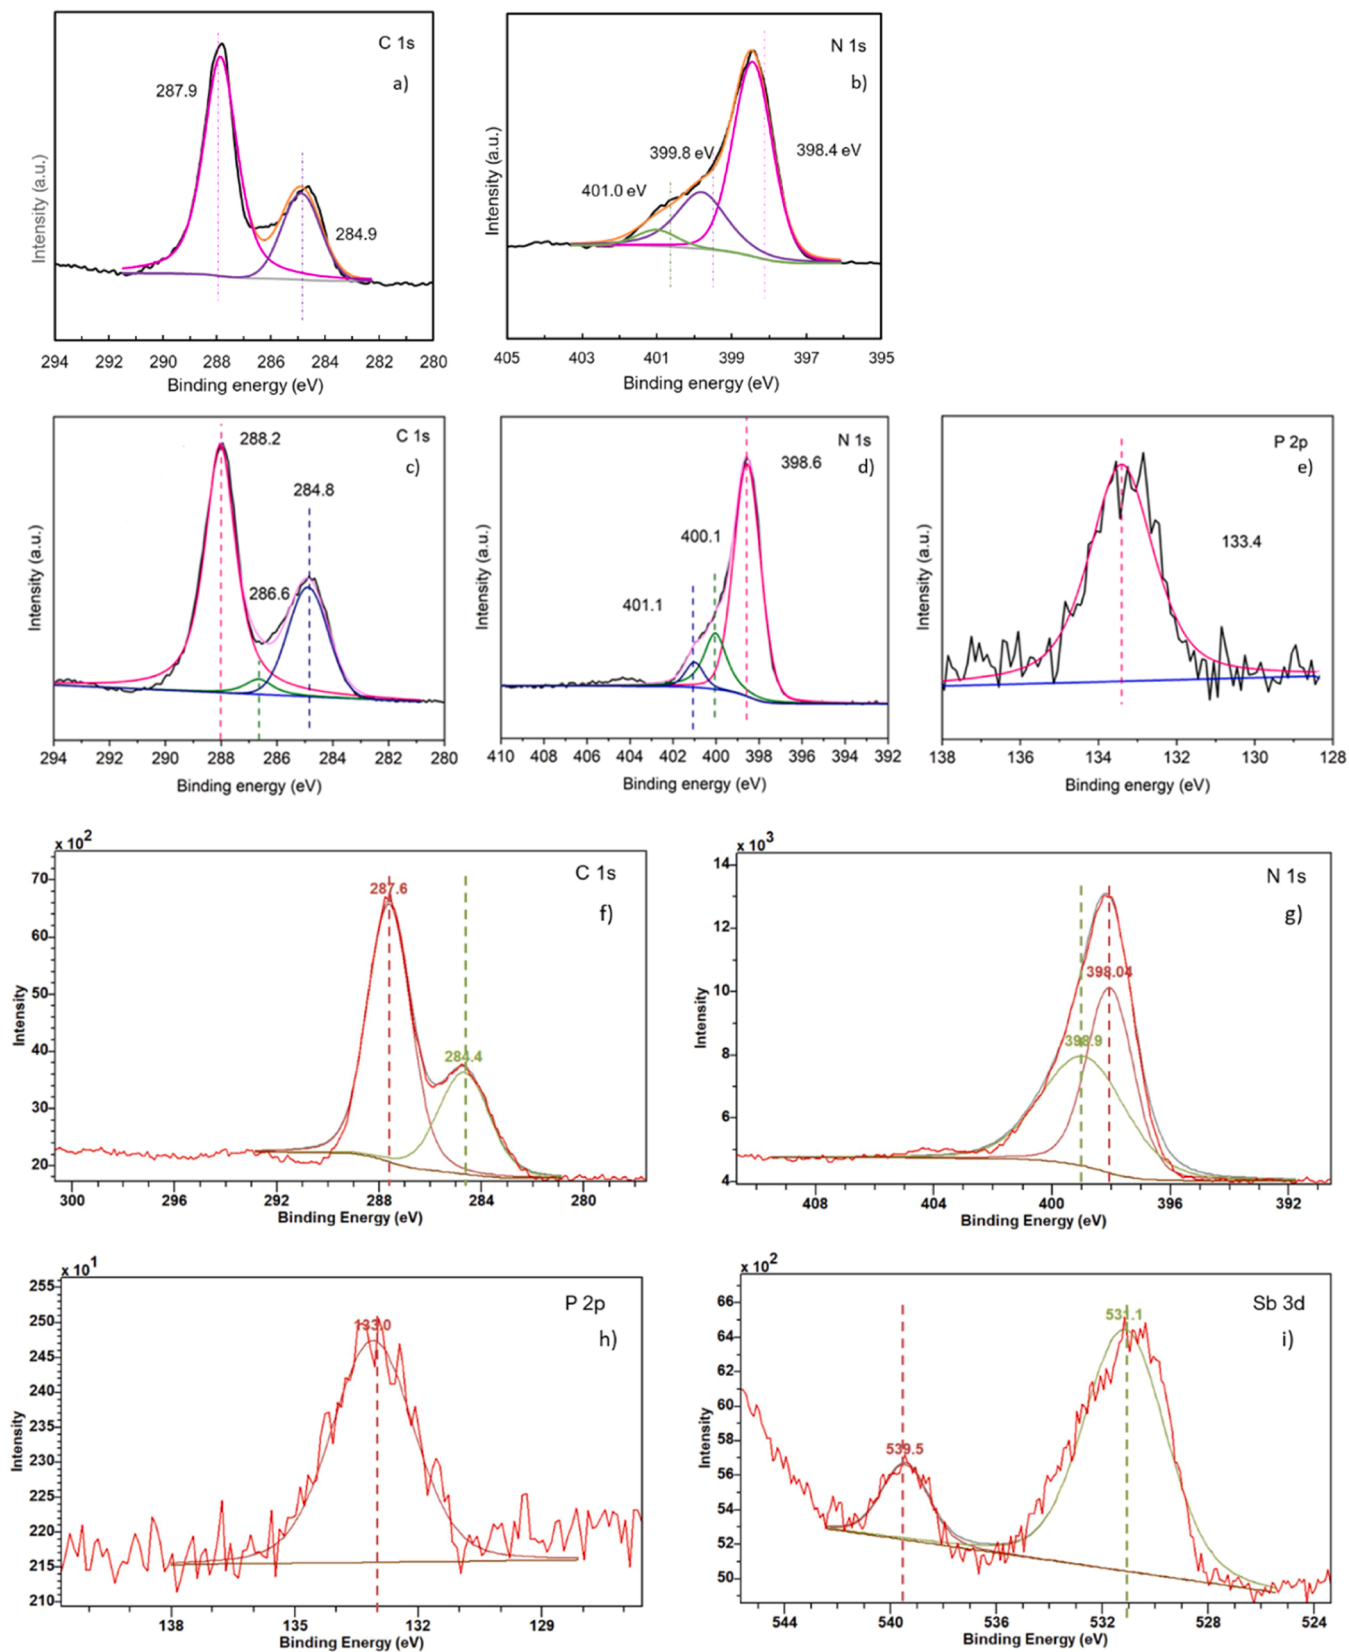 C 1s
a)
287.9
284.9
Intensity (a.u.)
294 292 290 288 286 284 282 280
Binding energy (eV)
N 1s
b)
399.8 eV
398.4 eV
401.0 eV
Intensity (a.u.)
405 403 401 399 397 395
Binding energy (eV)
C 1s
c)
288.2
284.8
286.6
Intensity (a.u.)
294 292 290 288 286 284 282 280
Binding energy (eV)
N 1s
d)
398.6
400.1
401.1
Intensity (a.u.)
410 408 406 404 402 400 398 396 394 392
Binding energy (eV)
P 2p
e)
133.4
Intensity (a.u.)
138 136 134 132 130 128
Binding energy (eV)
x 10²
C 1s
f)
287.6
284.4
70
60
50
40
30
20
Intensity
300 296 292 288 284 280
Binding Energy (eV)
x 10³
N 1s
g)
398.04
398.9
14
12
10
8
6
4
Intensity
408 404 400 396 392
Binding Energy (eV)
x 10¹
P 2p
h)
133.0
255
250
245
240
235
230
225
220
215
210
Intensity
138 135 132 129
Binding Energy (eV)
x 10²
Sb 3d
i)
531.1
539.5
66
64
62
60
58
56
54
52
50
Intensity
544 540 536 532 528 524
Binding Energy (eV)